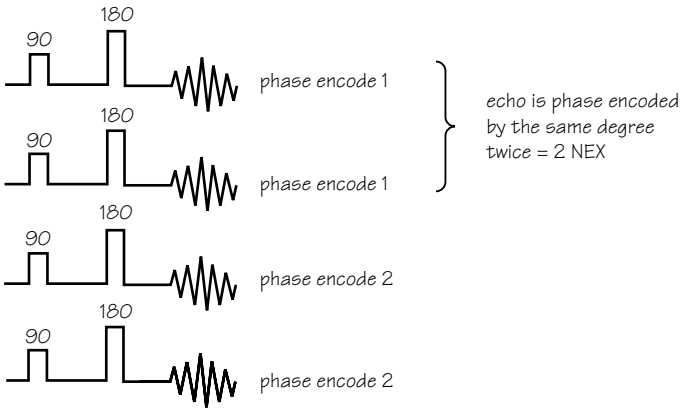 180
90
phase encode 1
echo is phase encoded
by the same degree
twice = 2 NEX
180
90
phase encode 1
180
90
phase encode 2
180
90
phase encode 2